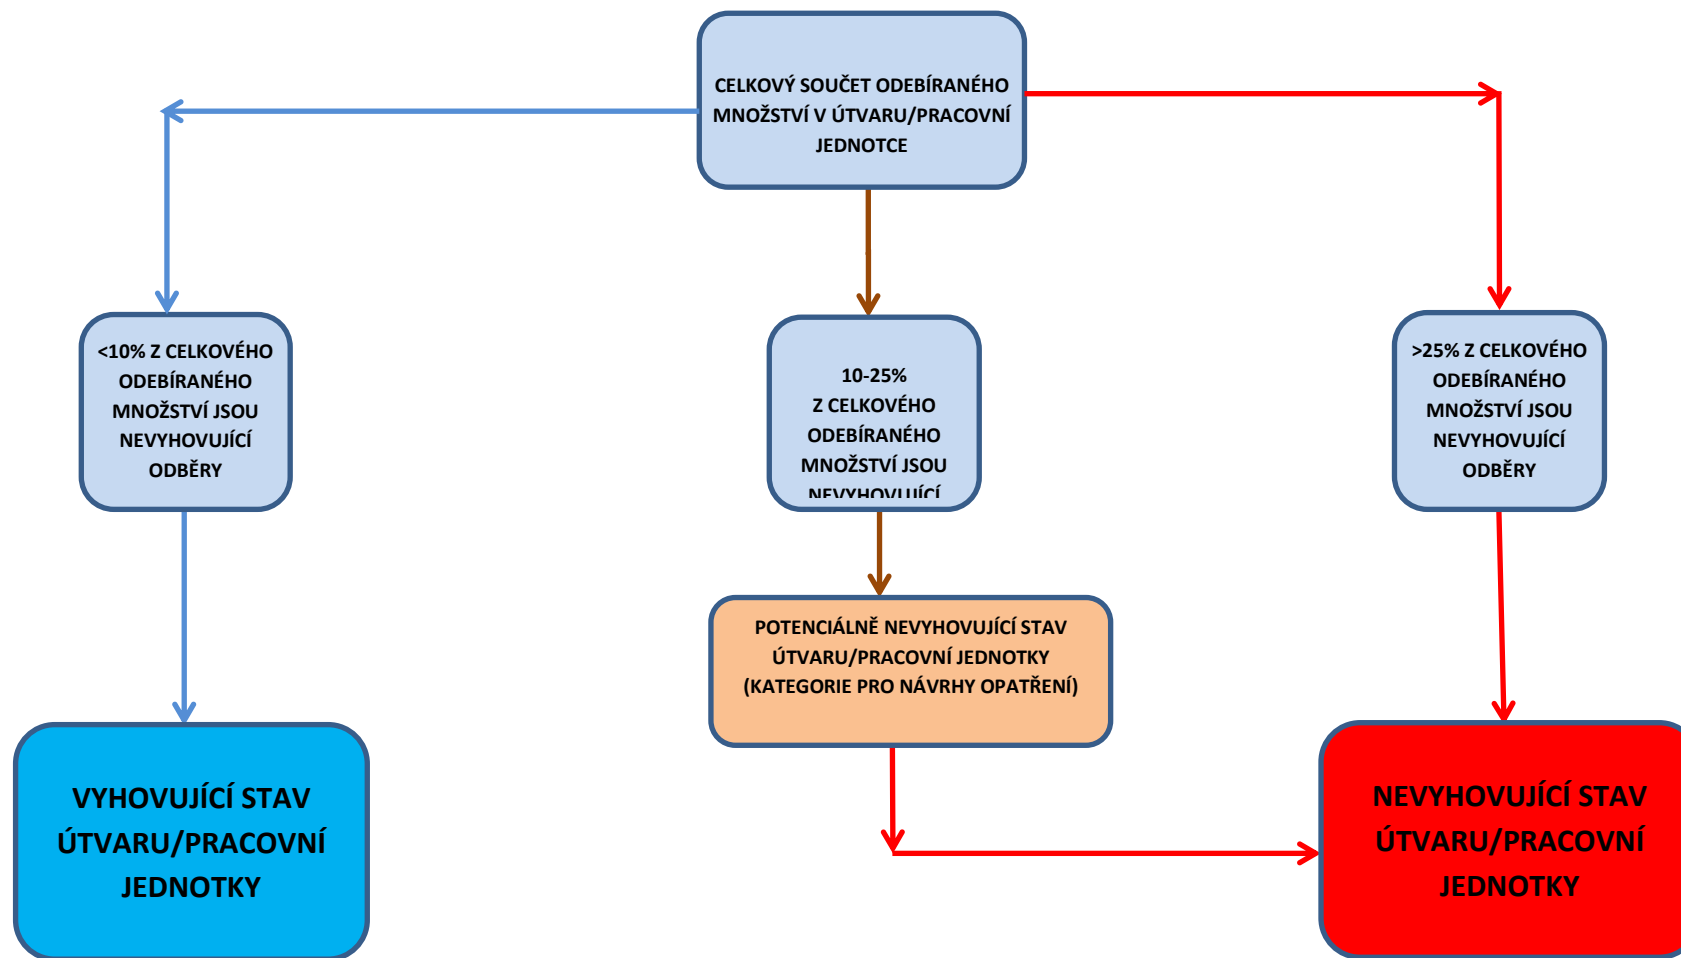 CELKOVÝ SOUČET ODEBÍRANÉHO
MNOŽSTVÍ V ÚTVARU/PRACOVNÍ
JEDNOTCE
<10% Z CELKOVÉHO
ODEBÍRANÉHO
MNOŽSTVÍ JSOU
NEVYHOVUJÍCÍ
ODBĚRY
10-25%
Z CELKOVÉHO
ODEBÍRANÉHO
MNOŽSTVÍ JSOU
NEVYHOVUJÍCÍ
>25% Z CELKOVÉHO
ODEBÍRANÉHO
MNOŽSTVÍ JSOU
NEVYHOVUJÍCÍ
ODBĚRY
POTENCIÁLNĚ NEVYHOVUJÍCÍ STAV
ÚTVARU/PRACOVNÍ JEDNOTKY
(KATEGORIE PRO NÁVRHY OPATŘENÍ)
VYHOVUJÍCÍ STAV
ÚTVARU/PRACOVNÍ
JEDNOTKY
NEVYHOVUJÍCÍ STAV
ÚTVARU/PRACOVNÍ
JEDNOTKY